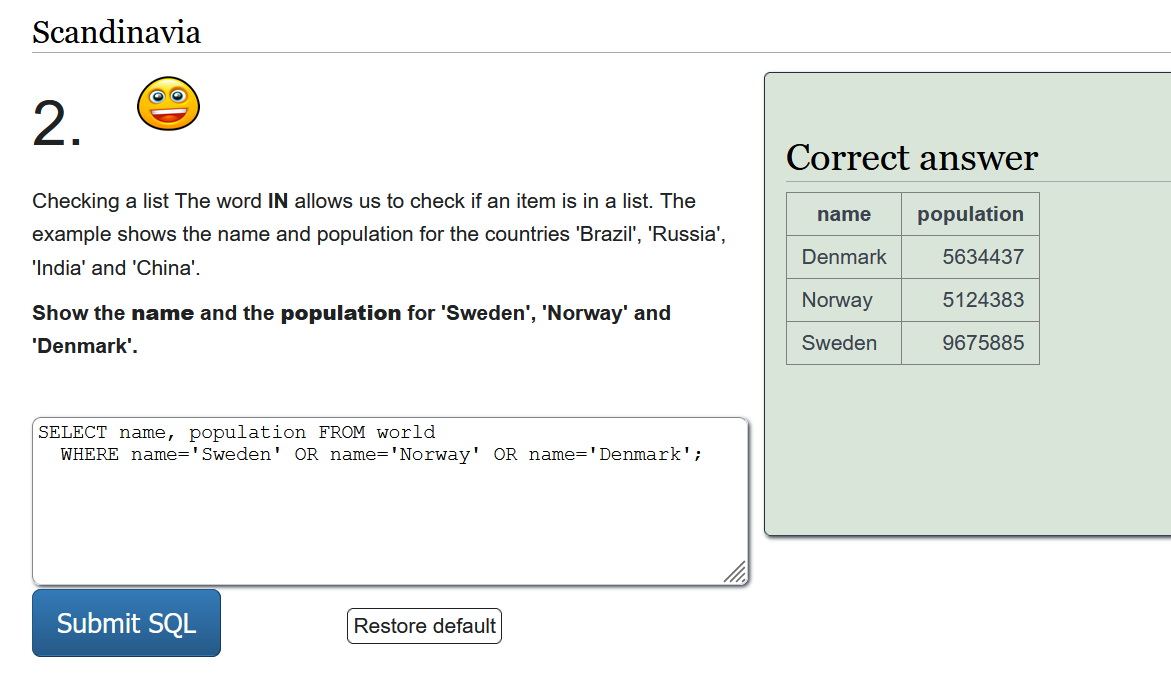 Scandinavia
2.
Checking a list The word IN allows us to check if an item is in a list. The
example shows the name and population for the countries 'Brazil', 'Russia',
'India' and 'China'.
Show the name and the population for 'Sweden', 'Norway' and
'Denmark'.
SELECT name, population FROM world
WHERE name='Sweden' OR name='Norway' OR name='Denmark';
Submit SQL
Restore default
Correct answer
name population
Denmark 5634437
Norway 5124383
Sweden 9675885